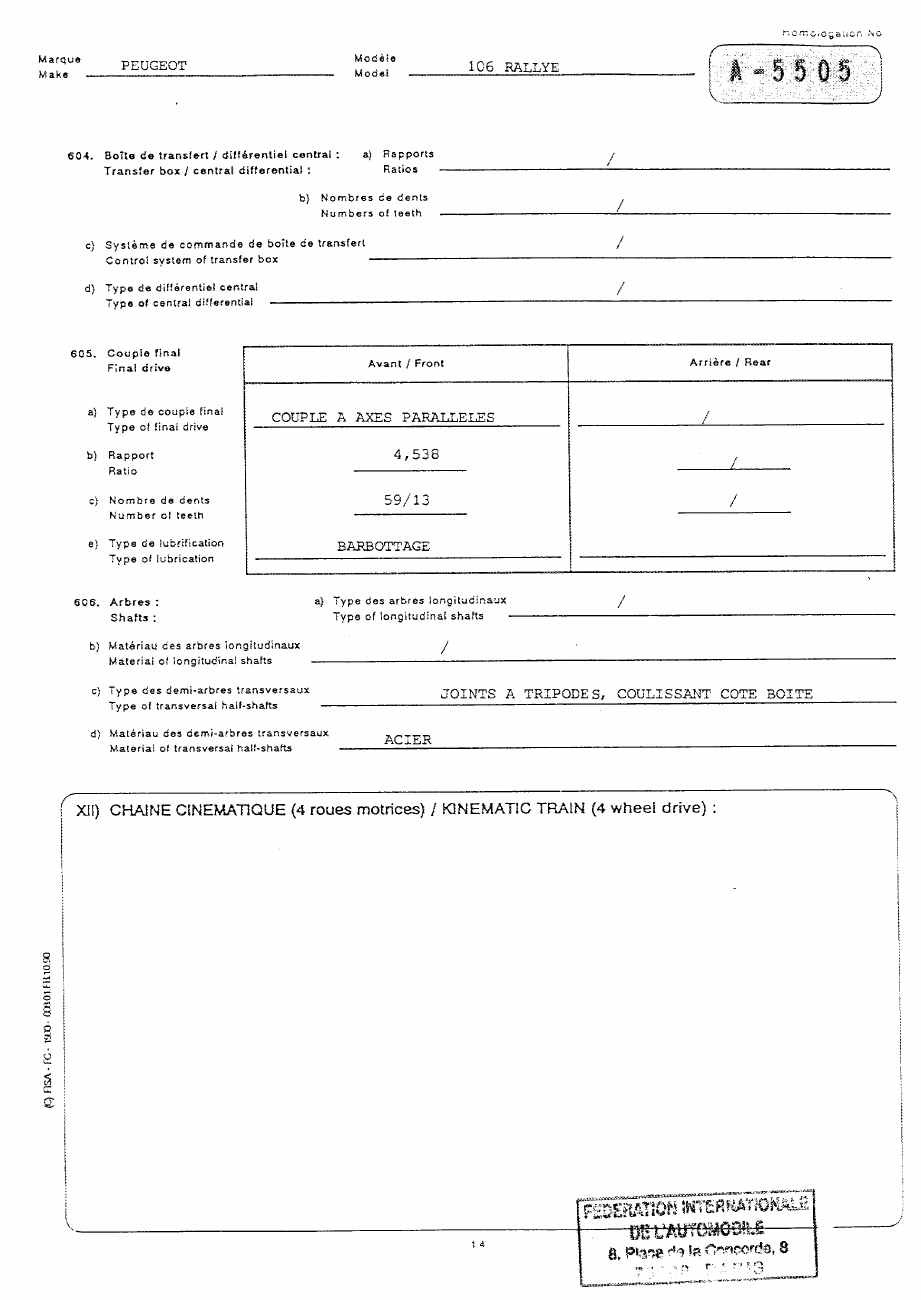 Homologation No
Marque PEUGEOT Modèle 106 RALLYE
Make Model
A - 5505
604. Boîte de transfert / différentiel central : a) Rapports /
Transfer box / central differential : Ratios
b) Nombres de dents /
Numbers of teeth
c) Système de commande de boîte de transfert /
Control system of transfer box
d) Type de différentiel central /
Type of central differential
605. Couple final
Final drive
Avant / Front Arrière / Rear
a) Type de couple final COUPLE A AXES PARALLELES /
Type of final drive
b) Rapport 4,538 /
Ratio
c) Nombre de dents 59/13 /
Number of teeth
e) Type de lubrification BARBOTTAGE
Type of lubrication
606. Arbres : a) Type des arbres longitudinaux /
Shafts : Type of longitudinal shafts
b) Matériau des arbres longitudinaux /
Material of longitudinal shafts
c) Type des demi-arbres transversaux JOINTS A TRIPODES, COULISSANT COTE BOITE
Type of transversal half-shafts
d) Matériau des demi-arbres transversaux ACIER
Material of transversal half-shafts
XII) CHAINE CINEMATIQUE (4 roues motrices) / KINEMATIC TRAIN (4 wheel drive) :
(C) FISA - FC - 1990 -
FEDERATION INTERNATIONALE
DE L'AUTOMOBILE
8, Place de la Concorde, 8
PARIS
14